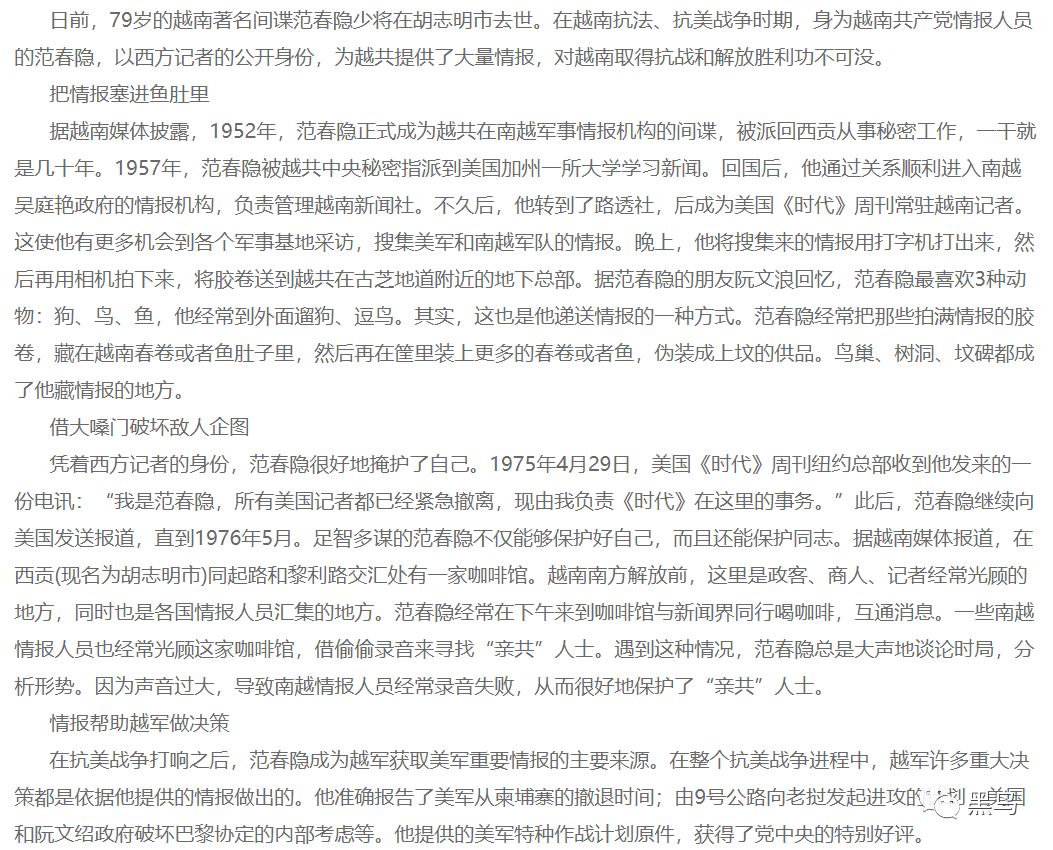 日前，79岁的越南著名间谍范春隐少将在胡志明市去世。在越南抗法、抗美战争时期，身为越南共产党情报人员
的范春隐，以西方记者的公开身份，为越共提供了大量情报，对越南取得抗战和解放胜利功不可没。
把情报塞进鱼肚里
据越南媒体披露，1952年，范春隐正式成为越共在南越军事情报机构的间谍，被派回西贡从事秘密工作，一干就
是几十年。1957年，范春隐被越共中央秘密指派到美国加州一所大学学习新闻。回国后，他通过关系顺利进入南越
吴庭艳政府的情报机构，负责管理越南新闻社。不久后，他转到了路透社，后成为美国《时代》周刊常驻越南记者。
这使他有更多机会到各个军事基地采访，搜集美军和南越军队的情报。晚上，他将搜集来的情报用打字机打出来，然
后再用相机拍下来，将胶卷送到越共在古芝地道附近的地下总部。据范春隐的朋友阮文浪回忆，范春隐最喜欢3种动
物：狗、鸟、鱼，他经常到外面遛狗、逗鸟。其实，这也是他递送情报的一种方式。范春隐经常把那些拍满情报的胶
卷，藏在越南春卷或者鱼肚子里，然后再在筐里装上更多的春卷或者鱼，伪装成上坟的供品。鸟巢、树洞、坟碑都成
了他藏情报的地方。
借大嗓门破坏敌人企图
凭着西方记者的身份，范春隐很好地掩护了自己。1975年4月29日，美国《时代》周刊纽约总部收到他发来的一
份电讯：“我是范春隐，所有美国记者都已经紧急撤离，现由我负责《时代》在这里的事务。”此后，范春隐继续向
美国发送报道，直到1976年5月。足智多谋的范春隐不仅能够保护好自己，而且还能保护同志。据越南媒体报道，在
西贡(现名为胡志明市)同起路和黎利路交汇处有一家咖啡馆。越南南方解放前，这里是政客、商人、记者经常光顾的
地方，同时也是各国情报人员汇集的地方。范春隐经常在下午来到咖啡馆与新闻界同行喝咖啡，互通消息。一些南越
情报人员也经常光顾这家咖啡馆，借偷偷录音来寻找“亲共”人士。遇到这种情况，范春隐总是大声地谈论时局，分
析形势。因为声音过大，导致南越情报人员经常录音失败，从而很好地保护了“亲共”人士。
情报帮助越军做决策
在抗美战争打响之后，范春隐成为越军获取美军重要情报的主要来源。在整个抗美战争进程中，越军许多重大决
策都是依据他提供的情报做出的。他准确报告了美军从柬埔寨的撤退时间；由9号公路向老挝发起进攻的 划 美国
和阮文绍政府破坏巴黎协定的内部考虑等。他提供的美军特种作战计划原件，获得了党中央的特别好评。
黑鸟